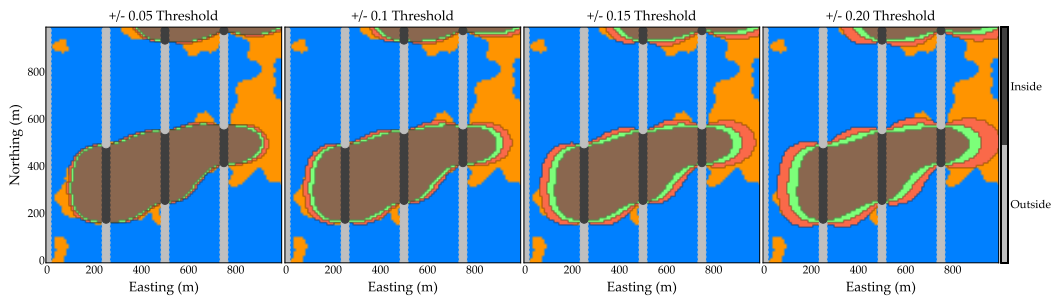 +/- 0.05 Threshold
+/- 0.1 Threshold
+/- 0.15 Threshold
+/- 0.20 Threshold
Northing (m)
800
600
400
200
0
Inside
Outside
0 200 400 600 800
0 200 400 600 800
0 200 400 600 800
0 200 400 600 800
Easting (m)
Easting (m)
Easting (m)
Easting (m)